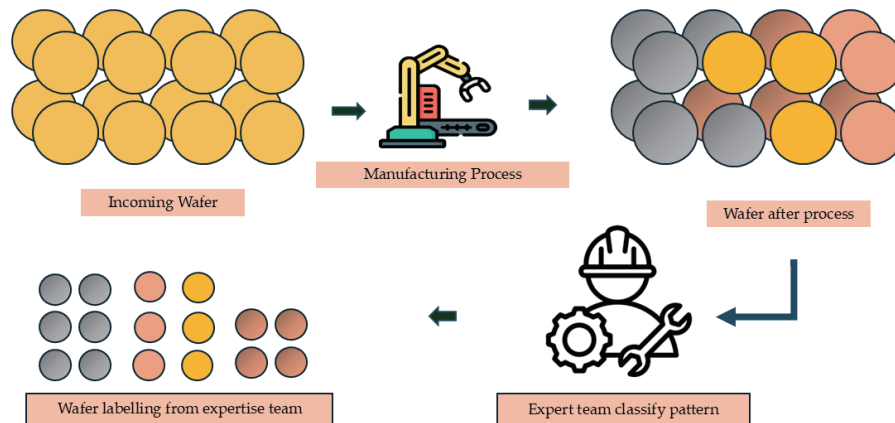 Incoming Wafer
Manufacturing Process
Wafer after process
Wafer labelling from expertise team
Expert team classify pattern